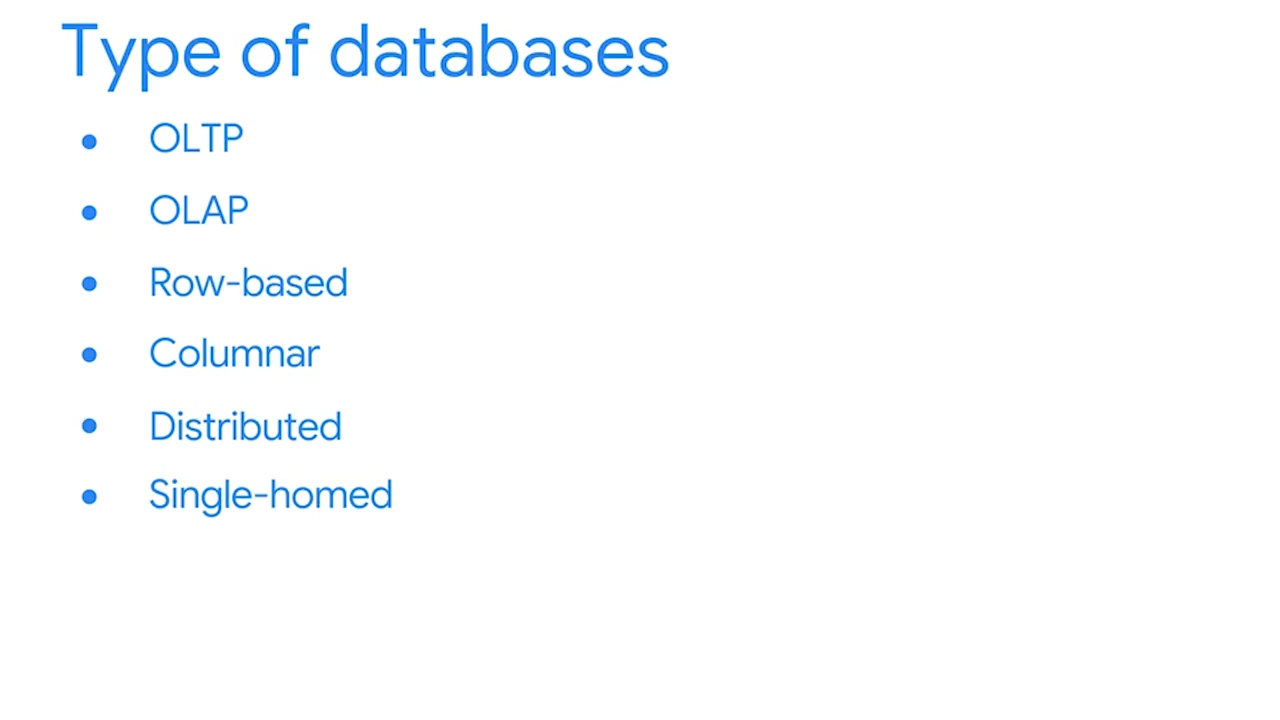 Type of databases
• OLTP
• OLAP
• Row-based
• Columnar
• Distributed
• Single-homed